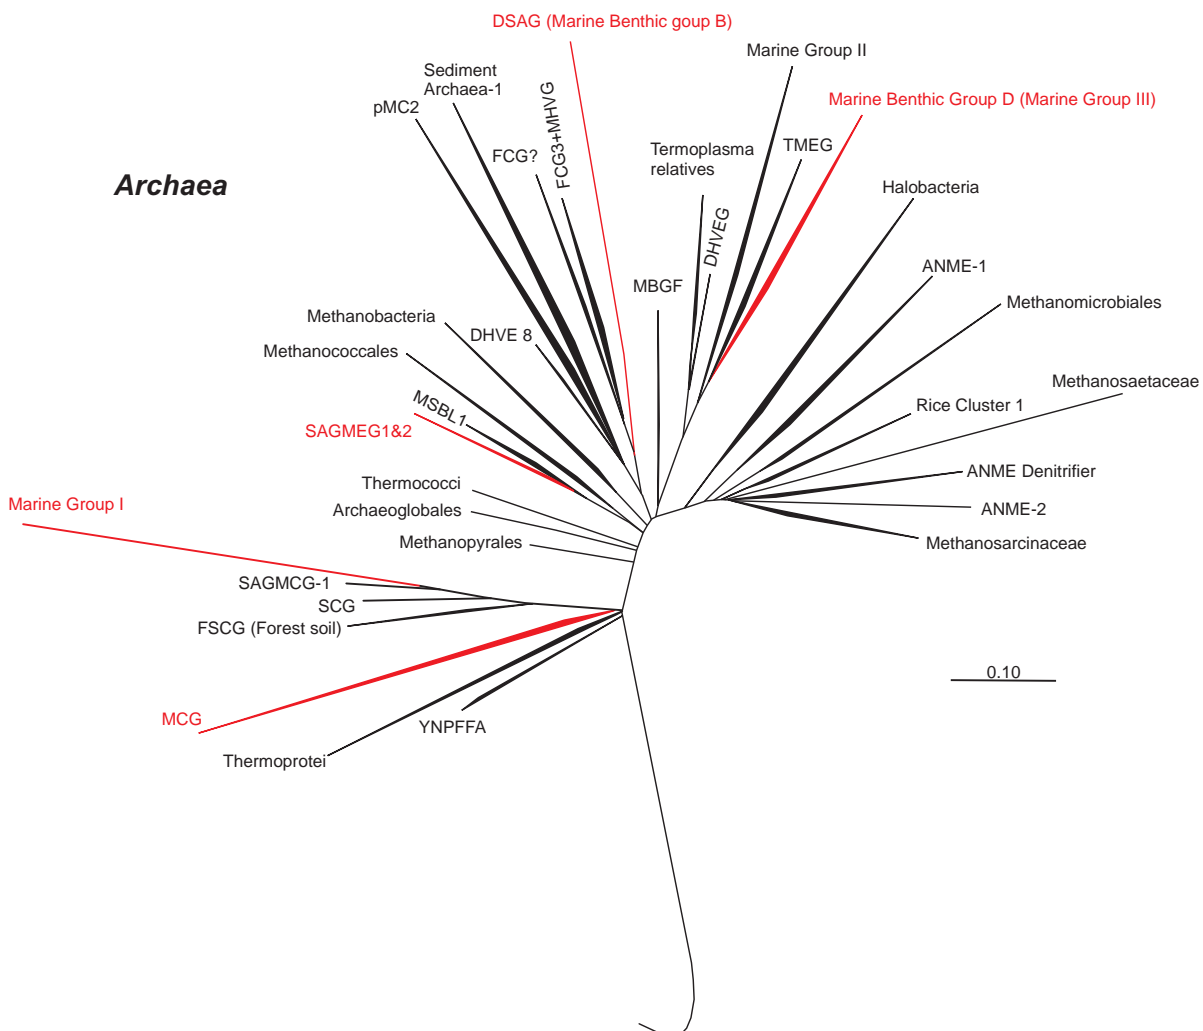 DSAG (Marine Benthic goup B)
Marine Group II
Sediment
Archaea-1
Marine Benthic Group D (Marine Group III)
pMC2
FCG?
FCG3+MHVG
Termoplasma
relatives
TMEG
Archaea
Halobacteria
DHVEG
ANME-1
MBGF
Methanomicrobiales
Methanobacteria
DHVE 8
Methanococcales
Methanosaetaceae
MSBL1
Rice Cluster 1
SAGMEG1&2
ANME Denitrifier
Thermococci
Marine Group I
Archaeoglobales
ANME-2
Methanopyrales
Methanosarcinaceae
SAGMCG-1
SCG
FSCG (Forest soil)
0.10
MCG
YNPFFA
Thermoprotei